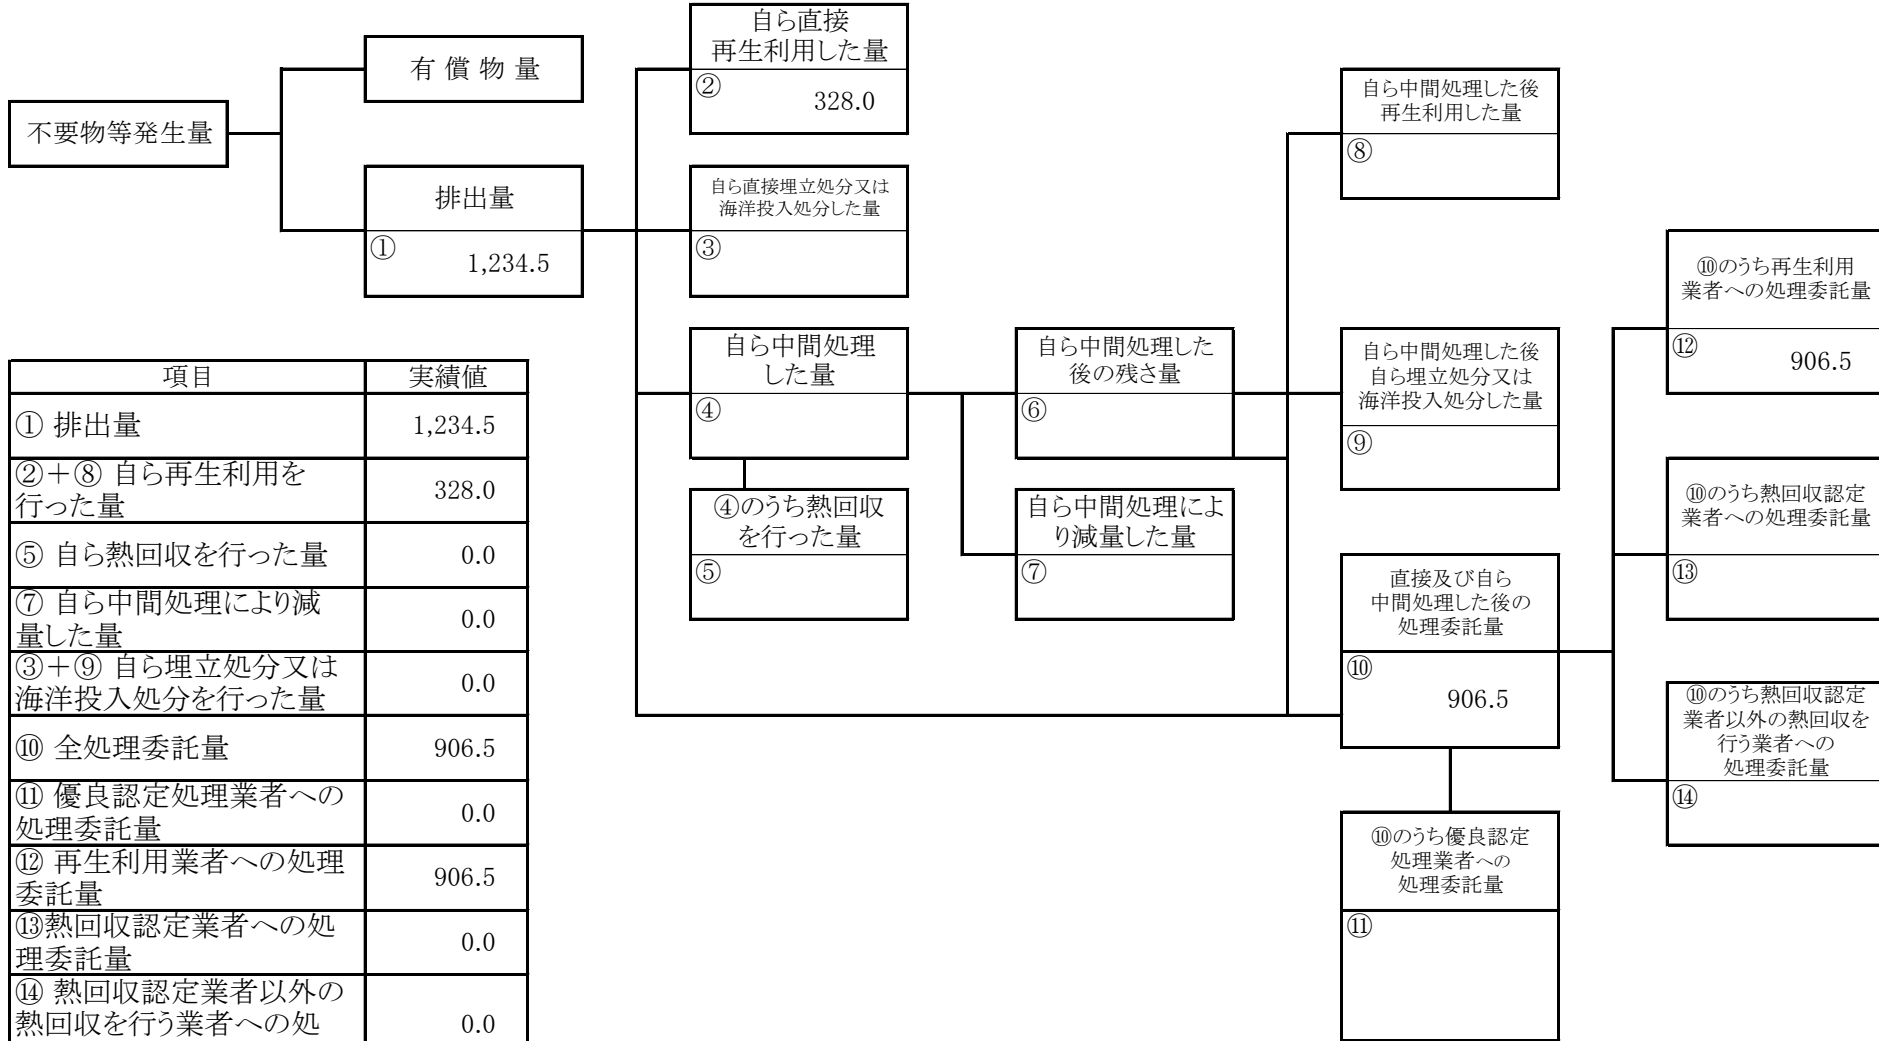 不要物等発生量
有 償 物 量
排出量
①
1,234.5
自ら直接
再生利用した量
②
328.0
自ら直接埋立処分又は
海洋投入処分した量
③
自ら中間処理
した量
④
④のうち熱回収
を行った量
⑤
自ら中間処理した
後の残さ量
⑥
自ら中間処理によ
り減量した量
⑦
自ら中間処理した後
再生利用した量
⑧
自ら中間処理した後
自ら埋立処分又は
海洋投入処分した量
⑨
直接及び自ら
中間処理した後の
処理委託量
⑩
906.5
⑩のうち優良認定
処理業者への
処理委託量
⑪
⑩のうち再生利用
業者への処理委託量
⑫
906.5
⑩のうち熱回収認定
業者への処理委託量
⑬
⑩のうち熱回収認定
業者以外の熱回収を
行う業者への
処理委託量
⑭
項目 実績値
① 排出量 1,234.5
②＋⑧ 自ら再生利用を
行った量 328.0
⑤ 自ら熱回収を行った量 0.0
⑦ 自ら中間処理により減
量した量 0.0
③＋⑨ 自ら埋立処分又は
海洋投入処分を行った量 0.0
⑩ 全処理委託量 906.5
⑪ 優良認定処理業者への
処理委託量 0.0
⑫ 再生利用業者への処理
委託量 906.5
⑬熱回収認定業者への処
理委託量 0.0
⑭ 熱回収認定業者以外の
熱回収を行う業者への処 0.0